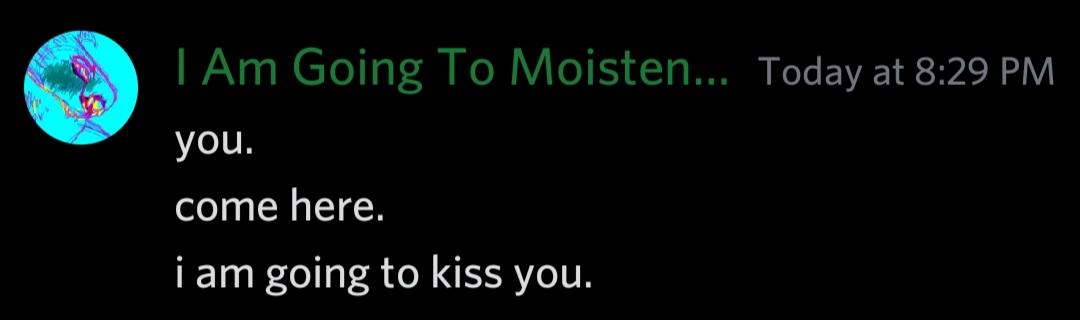 I Am Going To Moisten... Today at 8:29 PM
you.
come here.
i am going to kiss you.